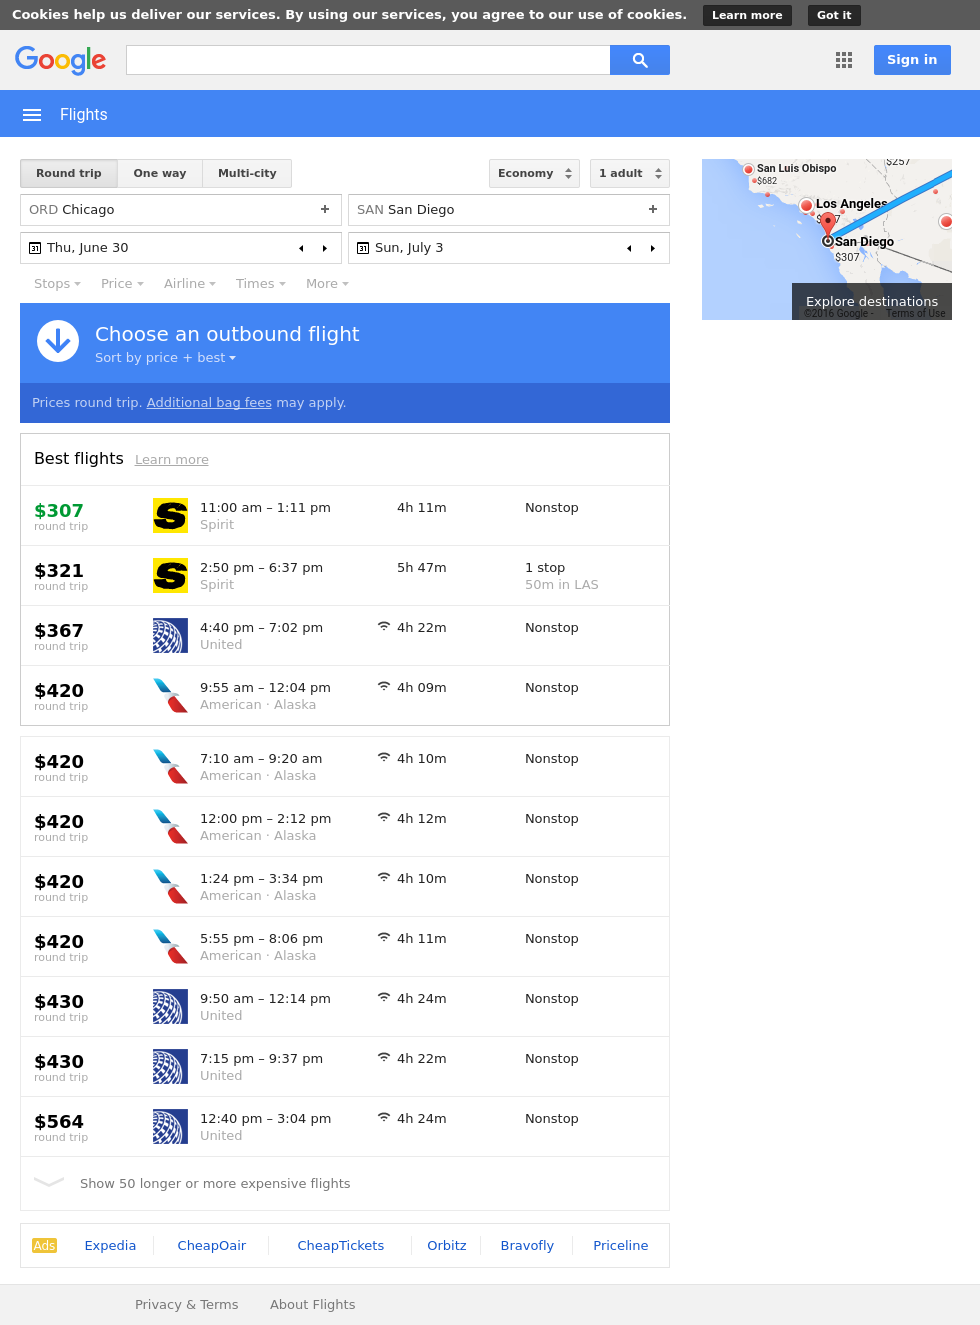 Cookies help us deliver our services. By using our services, you agree to our use of cookies. Learn more Got it
Google Sign in
Flights
Round trip One way Multi-city Economy 1 adult
ORD Chicago + SAN San Diego +
31 Thu, June 30 31 Sun, July 3
Stops Price Airline Times More
Choose an outbound flight
Sort by price + best
Prices round trip. Additional bag fees may apply.
$257
San Luis Obispo
$682
Los Angeles
San Diego
$307
Explore destinations
©2016 Google - Terms of Use
Best flights Learn more
$307 11:00 am – 1:11 pm 4h 11m Nonstop
round trip Spirit
$321 2:50 pm – 6:37 pm 5h 47m 1 stop
round trip Spirit 50m in LAS
$367 4:40 pm – 7:02 pm 4h 22m Nonstop
round trip United
$420 9:55 am – 12:04 pm 4h 09m Nonstop
round trip American · Alaska
$420 7:10 am – 9:20 am 4h 10m Nonstop
round trip American · Alaska
$420 12:00 pm – 2:12 pm 4h 12m Nonstop
round trip American · Alaska
$420 1:24 pm – 3:34 pm 4h 10m Nonstop
round trip American · Alaska
$420 5:55 pm – 8:06 pm 4h 11m Nonstop
round trip American · Alaska
$430 9:50 am – 12:14 pm 4h 24m Nonstop
round trip United
$430 7:15 pm – 9:37 pm 4h 22m Nonstop
round trip United
$564 12:40 pm – 3:04 pm 4h 24m Nonstop
round trip United
Show 50 longer or more expensive flights
Ads Expedia CheapOair CheapTickets Orbitz Bravofly Priceline
Privacy & Terms About Flights